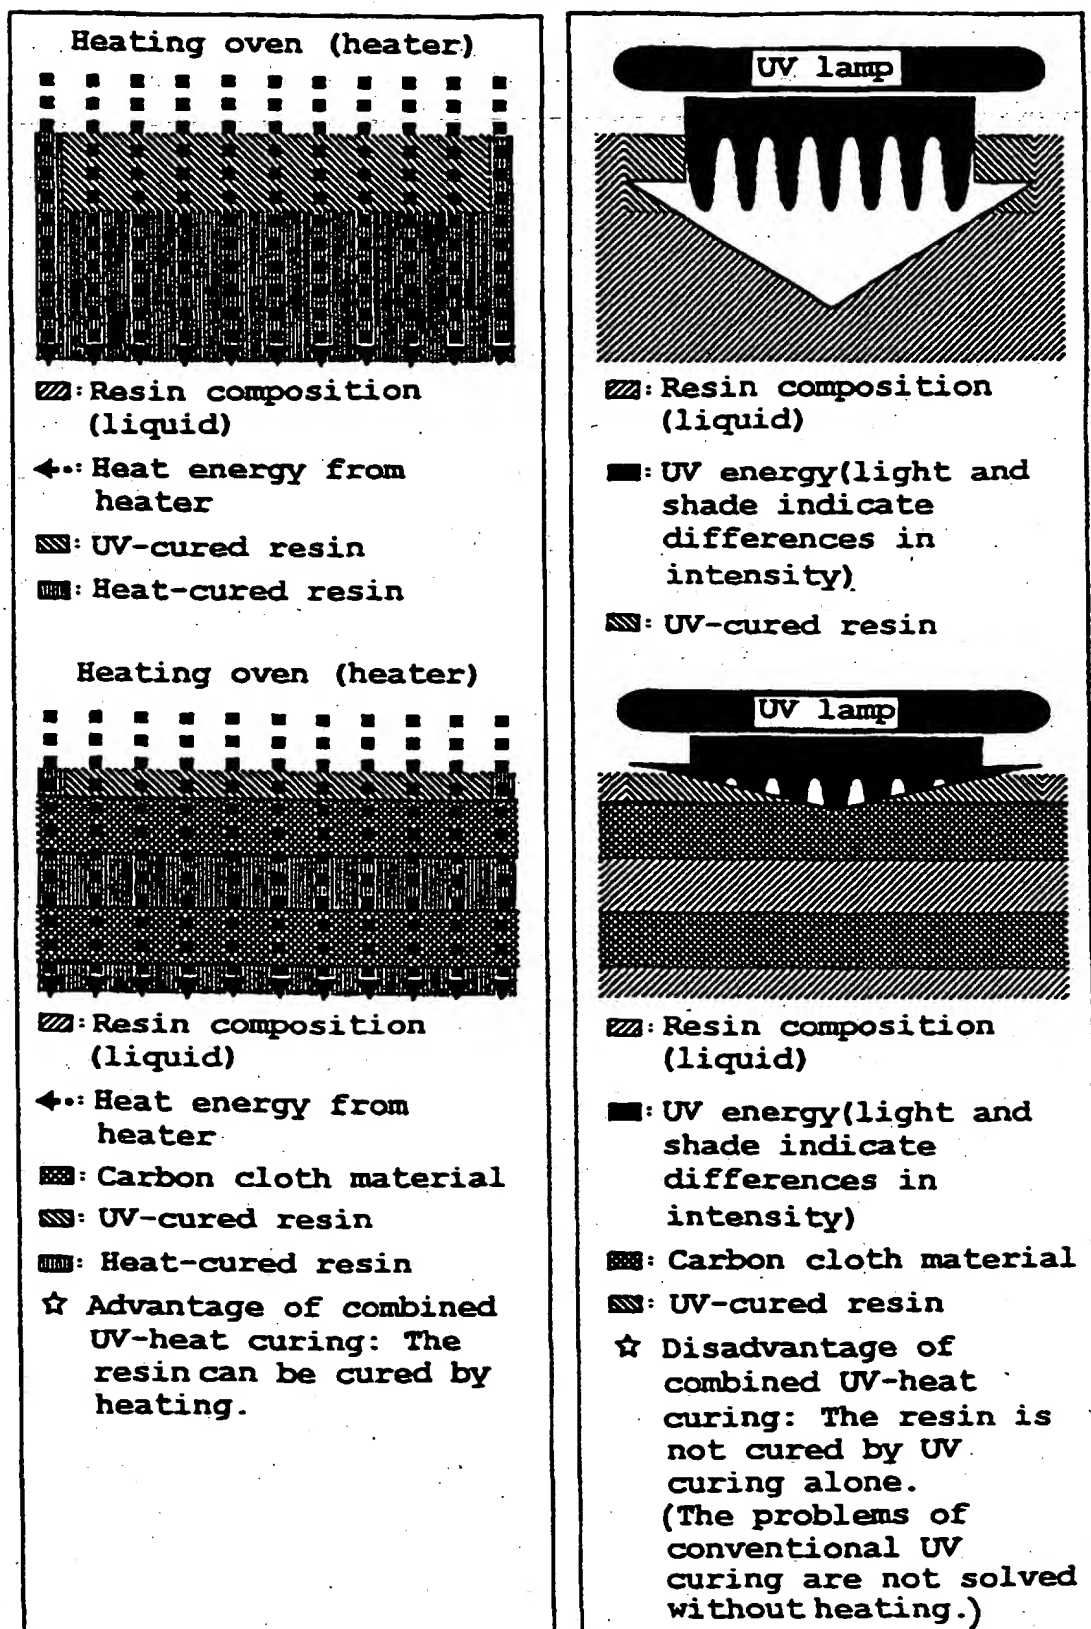 Heating oven (heater)
Resin composition
(liquid)
Heat energy from
heater
UV-cured resin
Heat-cured resin
Heating oven (heater)
Resin composition
(liquid)
Heat energy from
heater
Carbon cloth material
UV-cured resin
Heat-cured resin
☆ Advantage of combined
UV-heat curing: The
resin can be cured by
heating.
UV lamp
Resin composition
(liquid)
UV energy(light and
shade indicate
differences in
intensity)
UV-cured resin
UV lamp
Resin composition
(liquid)
UV energy(light and
shade indicate
differences in
intensity)
Carbon cloth material
UV-cured resin
☆ Disadvantage of
combined UV-heat
curing: The resin is
not cured by UV
curing alone.
(The problems of
conventional UV
curing are not solved
without heating.)